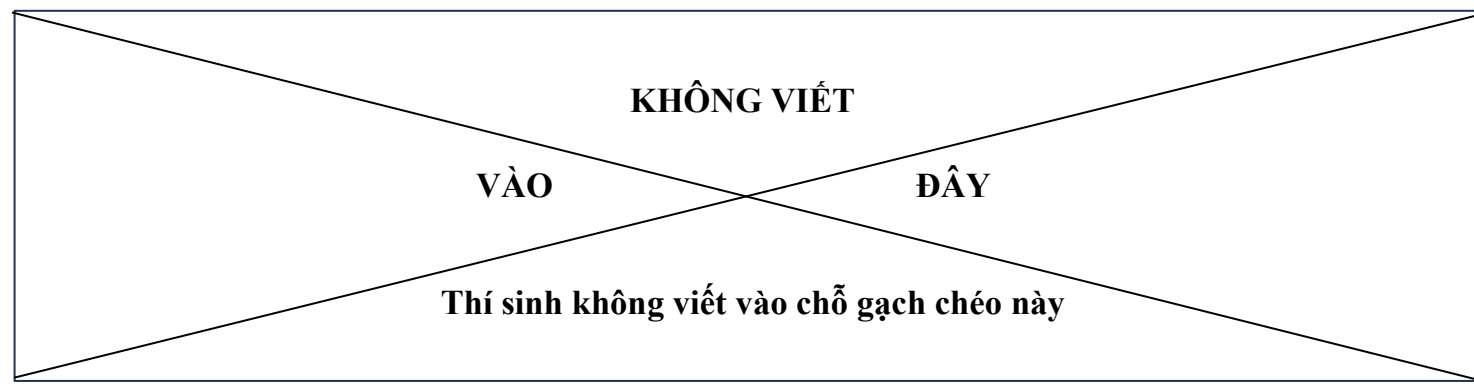 KHÔNG VIẾT
VÀO ĐÂY
Thí sinh không viết vào chỗ gạch chéo này